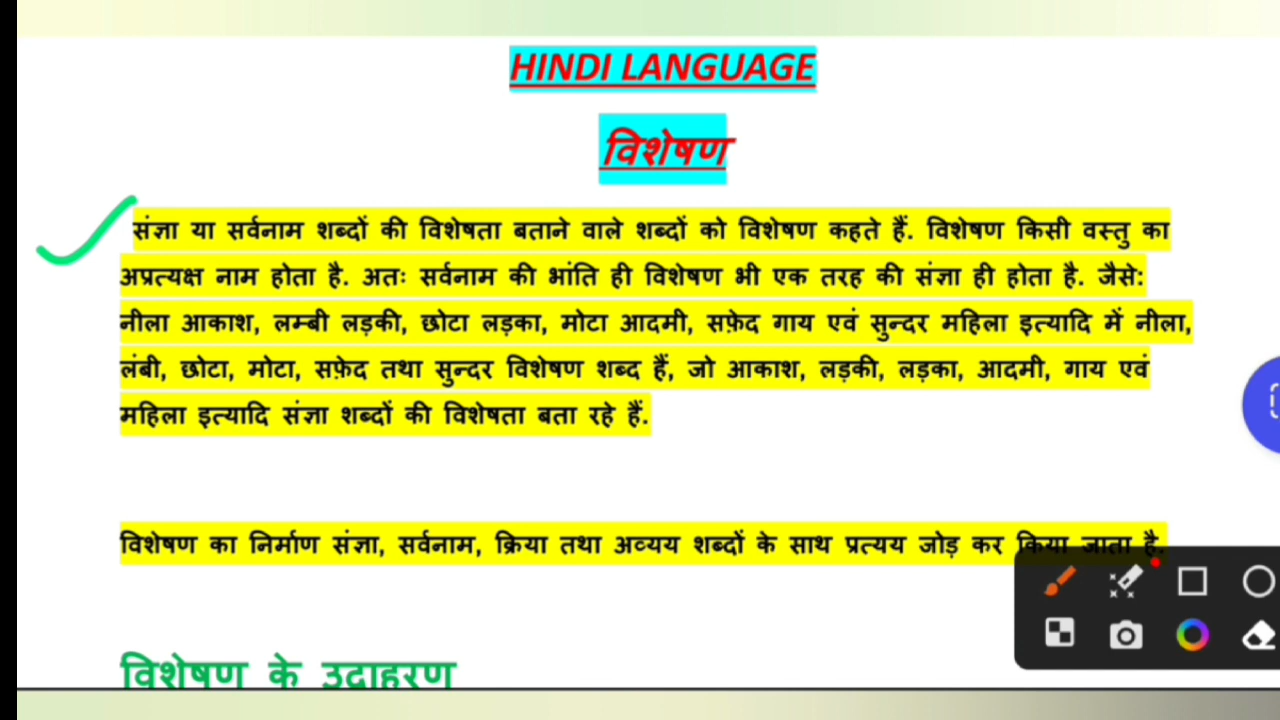 HINDI LANGUAGE
विशेषण
संज्ञा या सर्वनाम शब्दों की विशेषता बताने वाले शब्दों को विशेषण कहते हैं. विशेषण किसी वस्तु का
अप्रत्यक्ष नाम होता है. अतः सर्वनाम की भांति ही विशेषण भी एक तरह की संज्ञा ही होता है. जैसे:
नीला आकाश, लम्बी लड़की, छोटा लड़का, मोटा आदमी, सफ़ेद गाय एवं सुन्दर महिला इत्यादि में नीला,
लंबी, छोटा, मोटा, सफ़ेद तथा सुन्दर विशेषण शब्द हैं, जो आकाश, लड़की, लड़का, आदमी, गाय एवं
महिला इत्यादि संज्ञा शब्दों की विशेषता बता रहे हैं.
विशेषण का निर्माण संज्ञा, सर्वनाम, क्रिया तथा अव्यय शब्दों के साथ प्रत्यय जोड़ कर किया जाता है.
विशेषण के उदाहरण